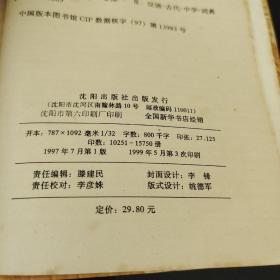 中国版本图书馆CIP数据核字(97)第13993号
沈阳出版社出版发行
(沈阳市沈河区南翰林路10号 邮政编码110011)
沈阳市第六印刷厂印刷 全国新华书店经销
开本:787×1092毫米1/32 字数:800千字 印张:27.125
印数:10251-15750册
1997年7月第1版 1999年5月第3次印刷
责任编辑:滕建民 封面设计:李锋
责任校对:李彦姝 版式设计:姚德军
定价:29.80元